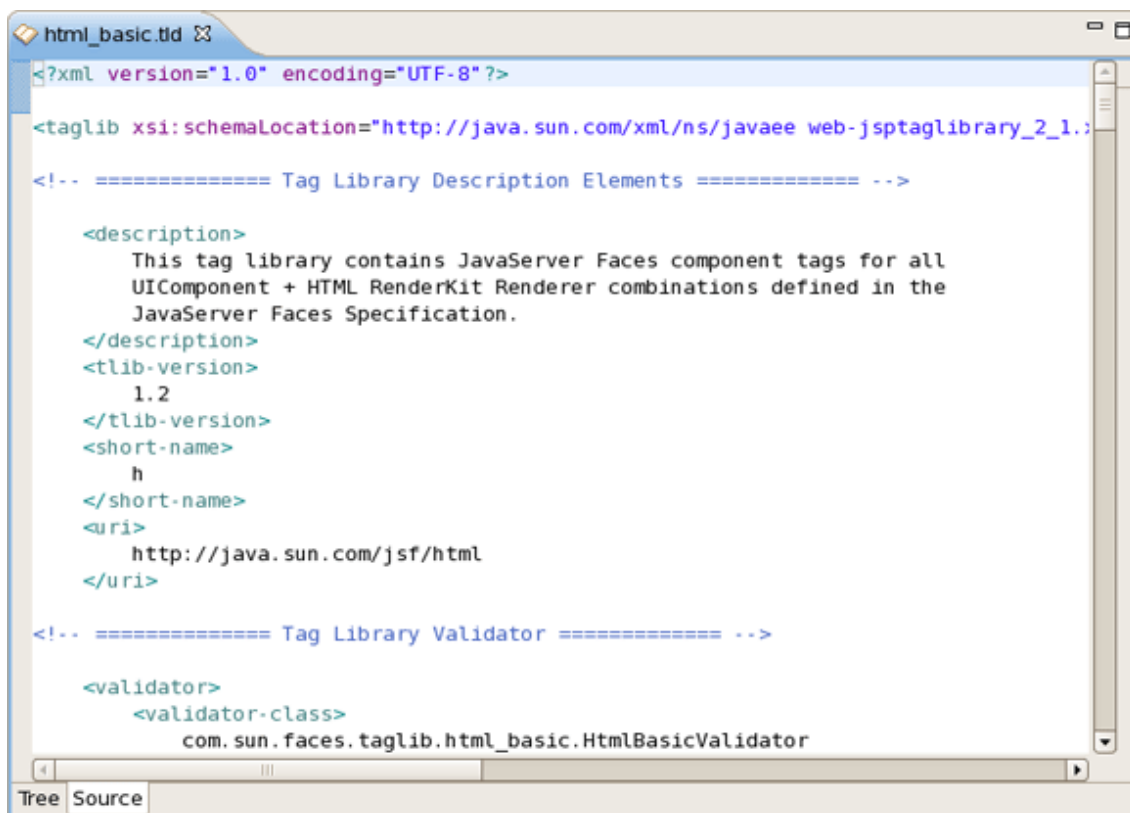 html_basic.tld
<?xml version="1.0" encoding="UTF-8"?>
<taglib xsi:schemaLocation="http://java.sun.com/xml/ns/javaee web-jsptaglibrary_2_1.
<!-- ============== Tag Library Description Elements ============= -->
<description>
This tag library contains JavaServer Faces component tags for all
UIComponent + HTML RenderKit Renderer combinations defined in the
JavaServer Faces Specification.
</description>
<tlib-version>
1.2
</tlib-version>
<short-name>
h
</short-name>
<uri>
http://java.sun.com/jsf/html
</uri>
<!-- ============== Tag Library Validator ============= -->
<validator>
<validator-class>
com.sun.faces.taglib.html_basic.HtmlBasicValidator
Tree Source